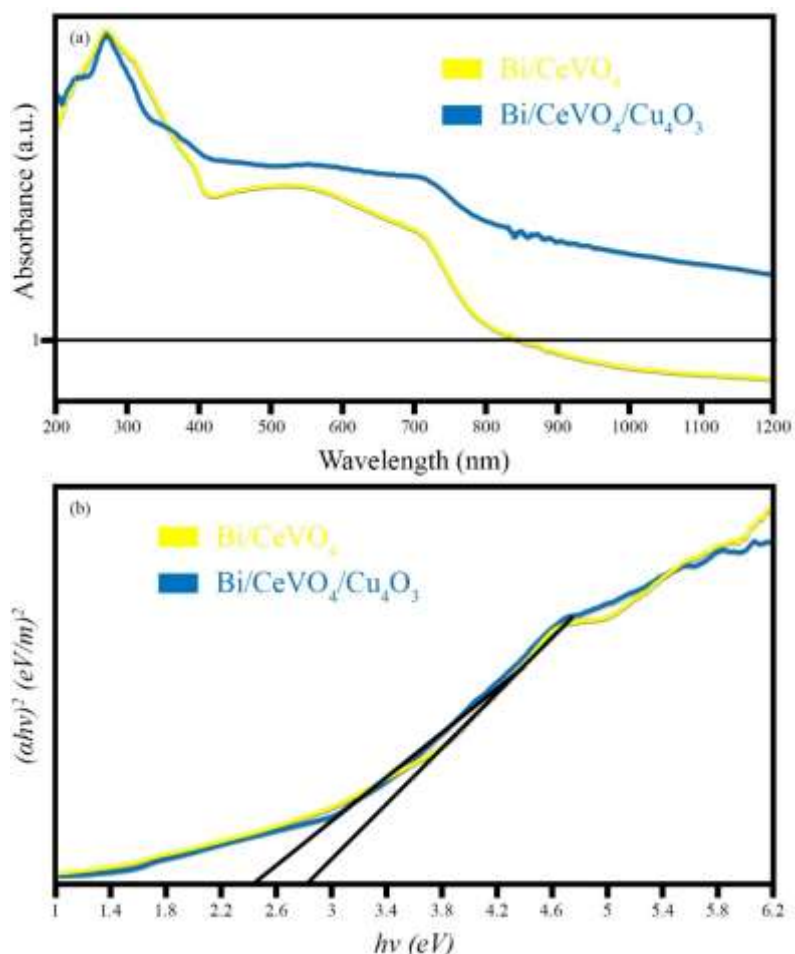 (a)
Bi/CeVO₄
Bi/CeVO₄/Cu₄O₃
Absorbance (a.u.)
1
200 300 400 500 600 700 800 900 1000 1100 1200
Wavelength (nm)
(b)
Bi/CeVO₄
Bi/CeVO₄/Cu₄O₃
(αhv)² (eV/m)²
1 1.4 1.8 2.2 2.6 3 3.4 3.8 4.2 4.6 5 5.4 5.8 6.2
hv (eV)